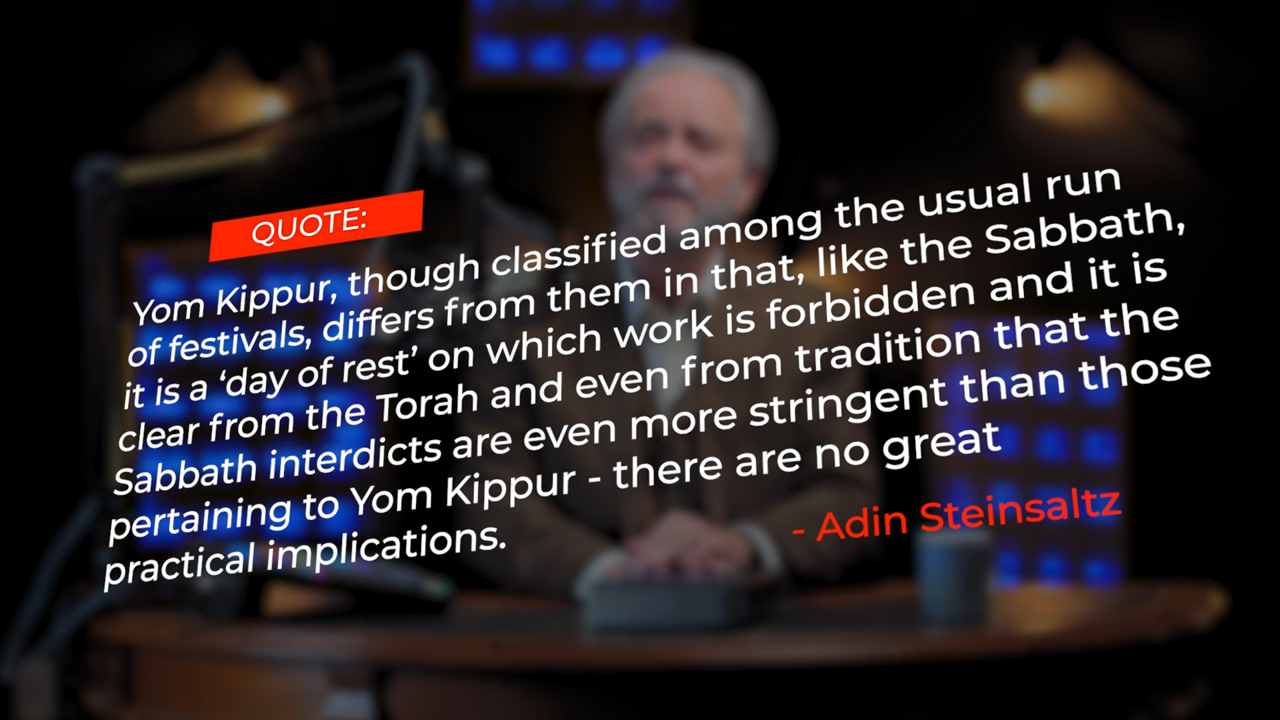 QUOTE:
Yom Kippur, though classified among the usual run
of festivals, differs from them in that, like the Sabbath,
it is a ‘day of rest’ on which work is forbidden and it is
clear from the Torah and even from tradition that the
Sabbath interdicts are even more stringent than those
pertaining to Yom Kippur - there are no great
practical implications.
- Adin Steinsaltz